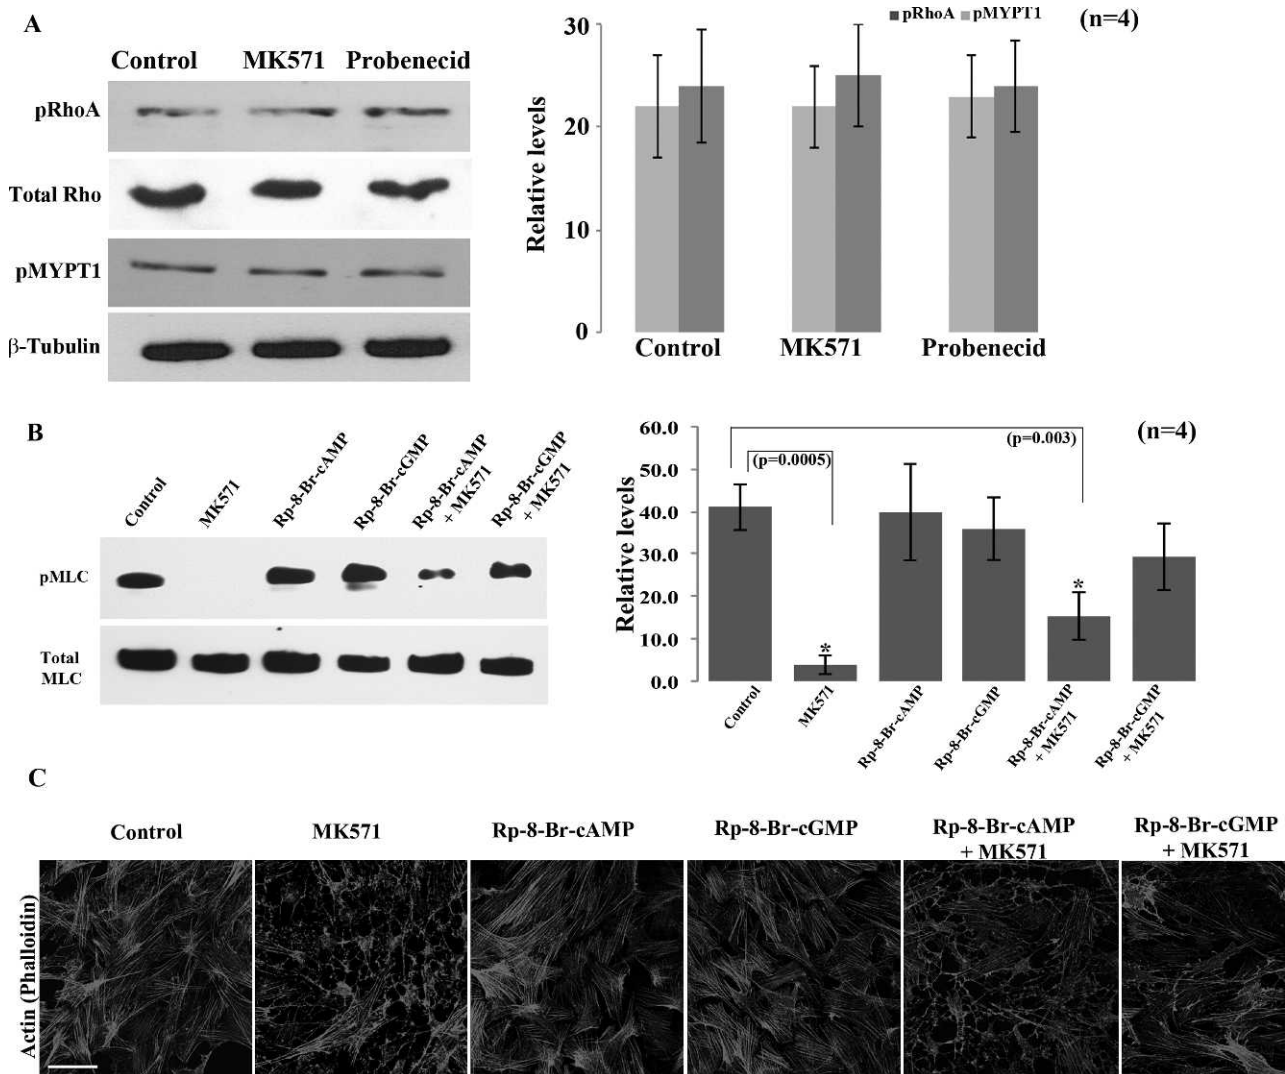 A
Control MK571 Probenecid
pRhoA
Total Rho
pMYPT1
β-Tubulin
pRhoA pMYPT1
(n=4)
Relative levels
30
20
10
0
Control MK571 Probenecid
B
Control
MK571
Rp-8-Br-cAMP
Rp-8-Br-cGMP
Rp-8-Br-cAMP
+ MK571
Rp-8-Br-cGMP
+ MK571
pMLC
Total
MLC
(n=4)
Relative levels
60.0
50.0
40.0
30.0
20.0
10.0
0.0
(p=0.003)
(p=0.0005)
*
*
Control
MK571
Rp-8-Br-cAMP
Rp-8-Br-cGMP
Rp-8-Br-cAMP
+ MK571
Rp-8-Br-cGMP
+ MK571
C
Control MK571 Rp-8-Br-cAMP Rp-8-Br-cGMP Rp-8-Br-cAMP Rp-8-Br-cGMP
+ MK571 + MK571
Actin (Phalloidin)